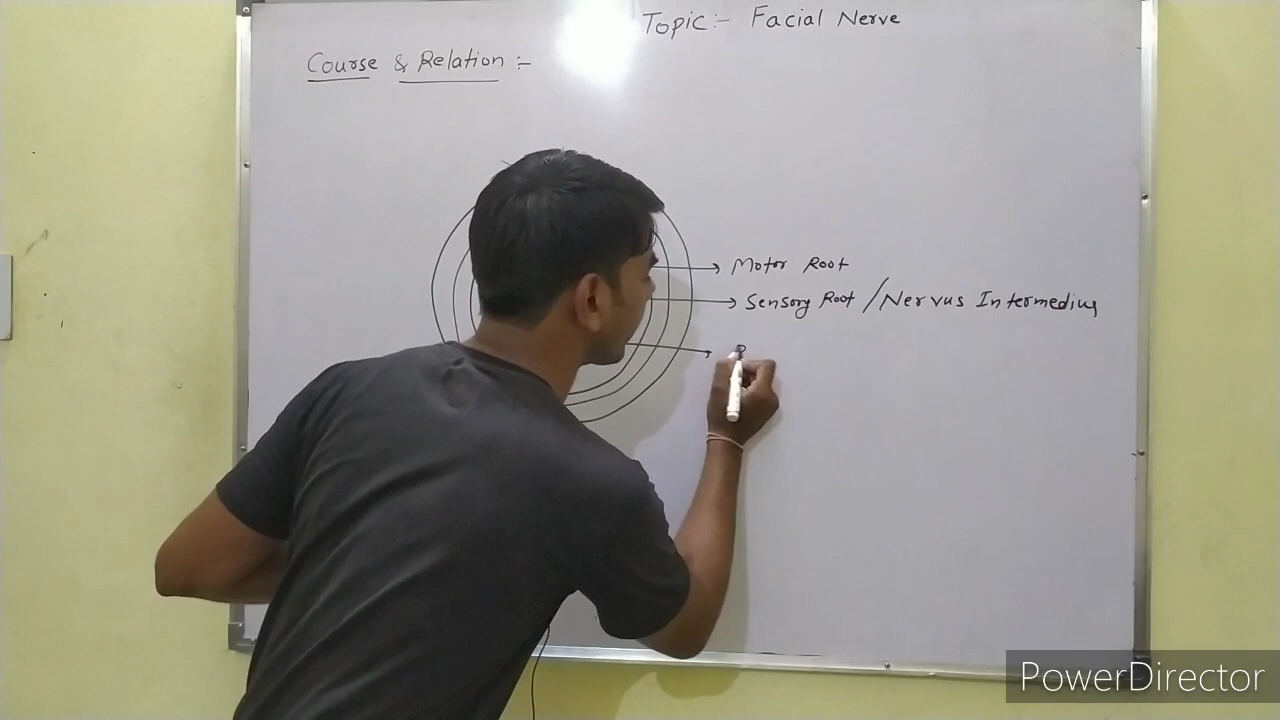 Topic:- Facial Nerve
Course & Relation :-
Motor Root
Sensory Root / Nervus Intermedius
PowerDirector